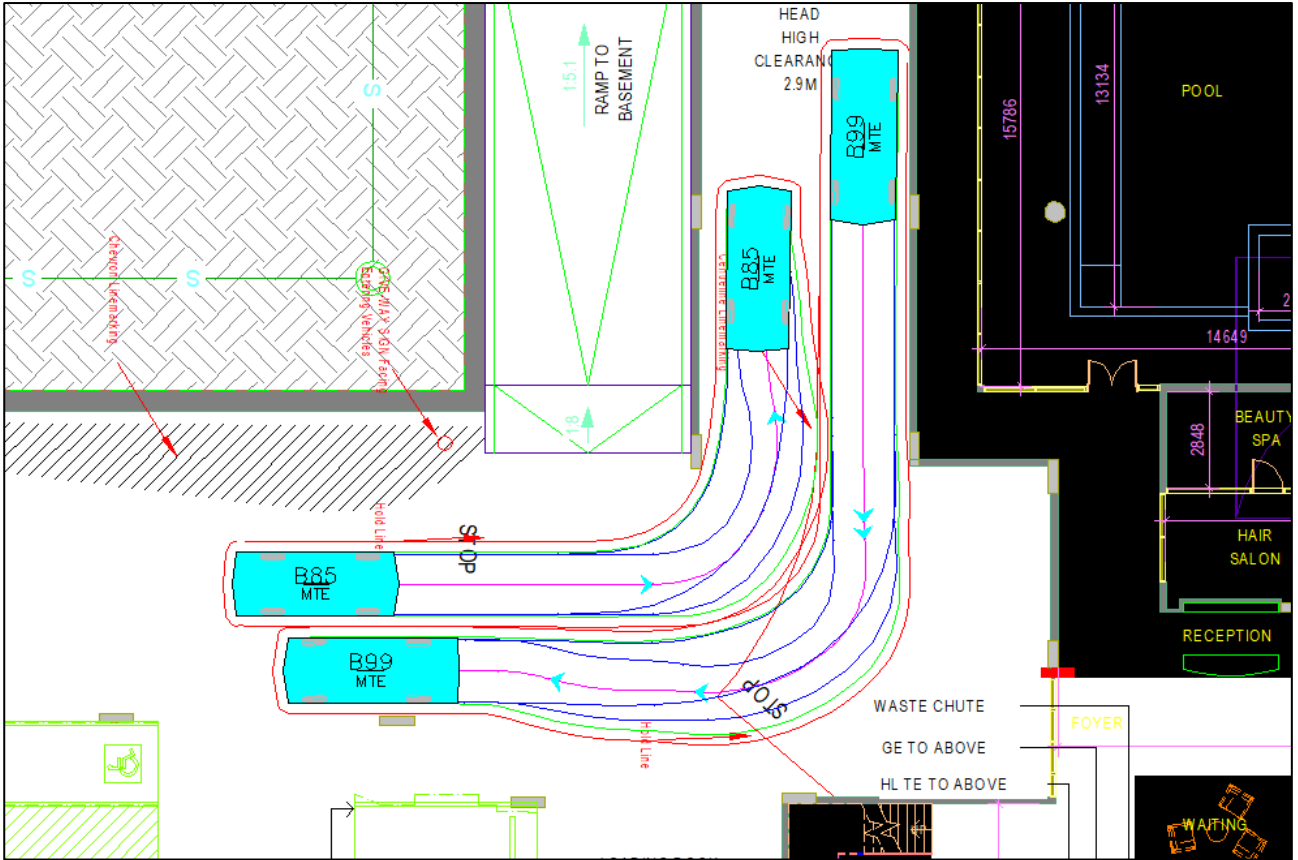 HEAD
HIGH
CLEARANC
2.9M
1:5.1
RAMP TO
BASEMENT
S
S
S
B99
MTE
B85
MTE
15786
13134
POOL
14649
2
Chevron Linemarking
GIVE WAY SIGN Facing
Entering Vehicles
Centreline Linemarking
1:8
2848
BEAUTY
SPA
HAIR
SALON
Hold Line
STOP
B85
MTE
B99
MTE
RECEPTION
STOP
Hold Line
WASTE CHUTE
GE TO ABOVE
HL TE TO ABOVE
FOYER
WAITING